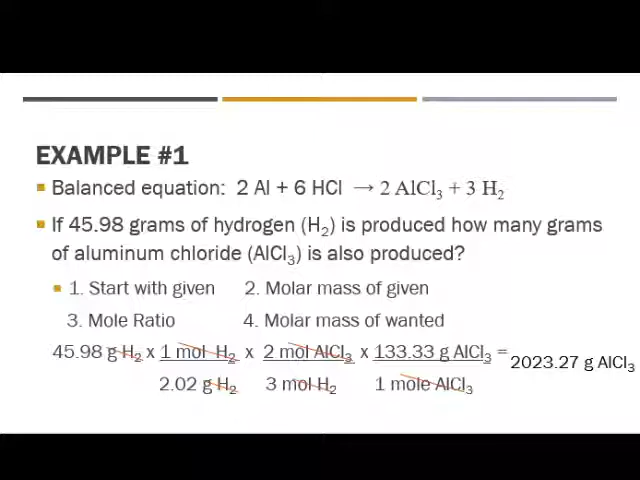 EXAMPLE #1
Balanced equation: 2 Al + 6 HCl → 2 AlCl₃ + 3 H₂
If 45.98 grams of hydrogen (H₂) is produced how many grams
of aluminum chloride (AlCl₃) is also produced?
1. Start with given 2. Molar mass of given
3. Mole Ratio 4. Molar mass of wanted
45.98 g H₂ x 1 mol H₂ x 2 mol AlCl₃ x 133.33 g AlCl₃ = 2023.27 g AlCl₃
2.02 g H₂ 3 mol H₂ 1 mole AlCl₃